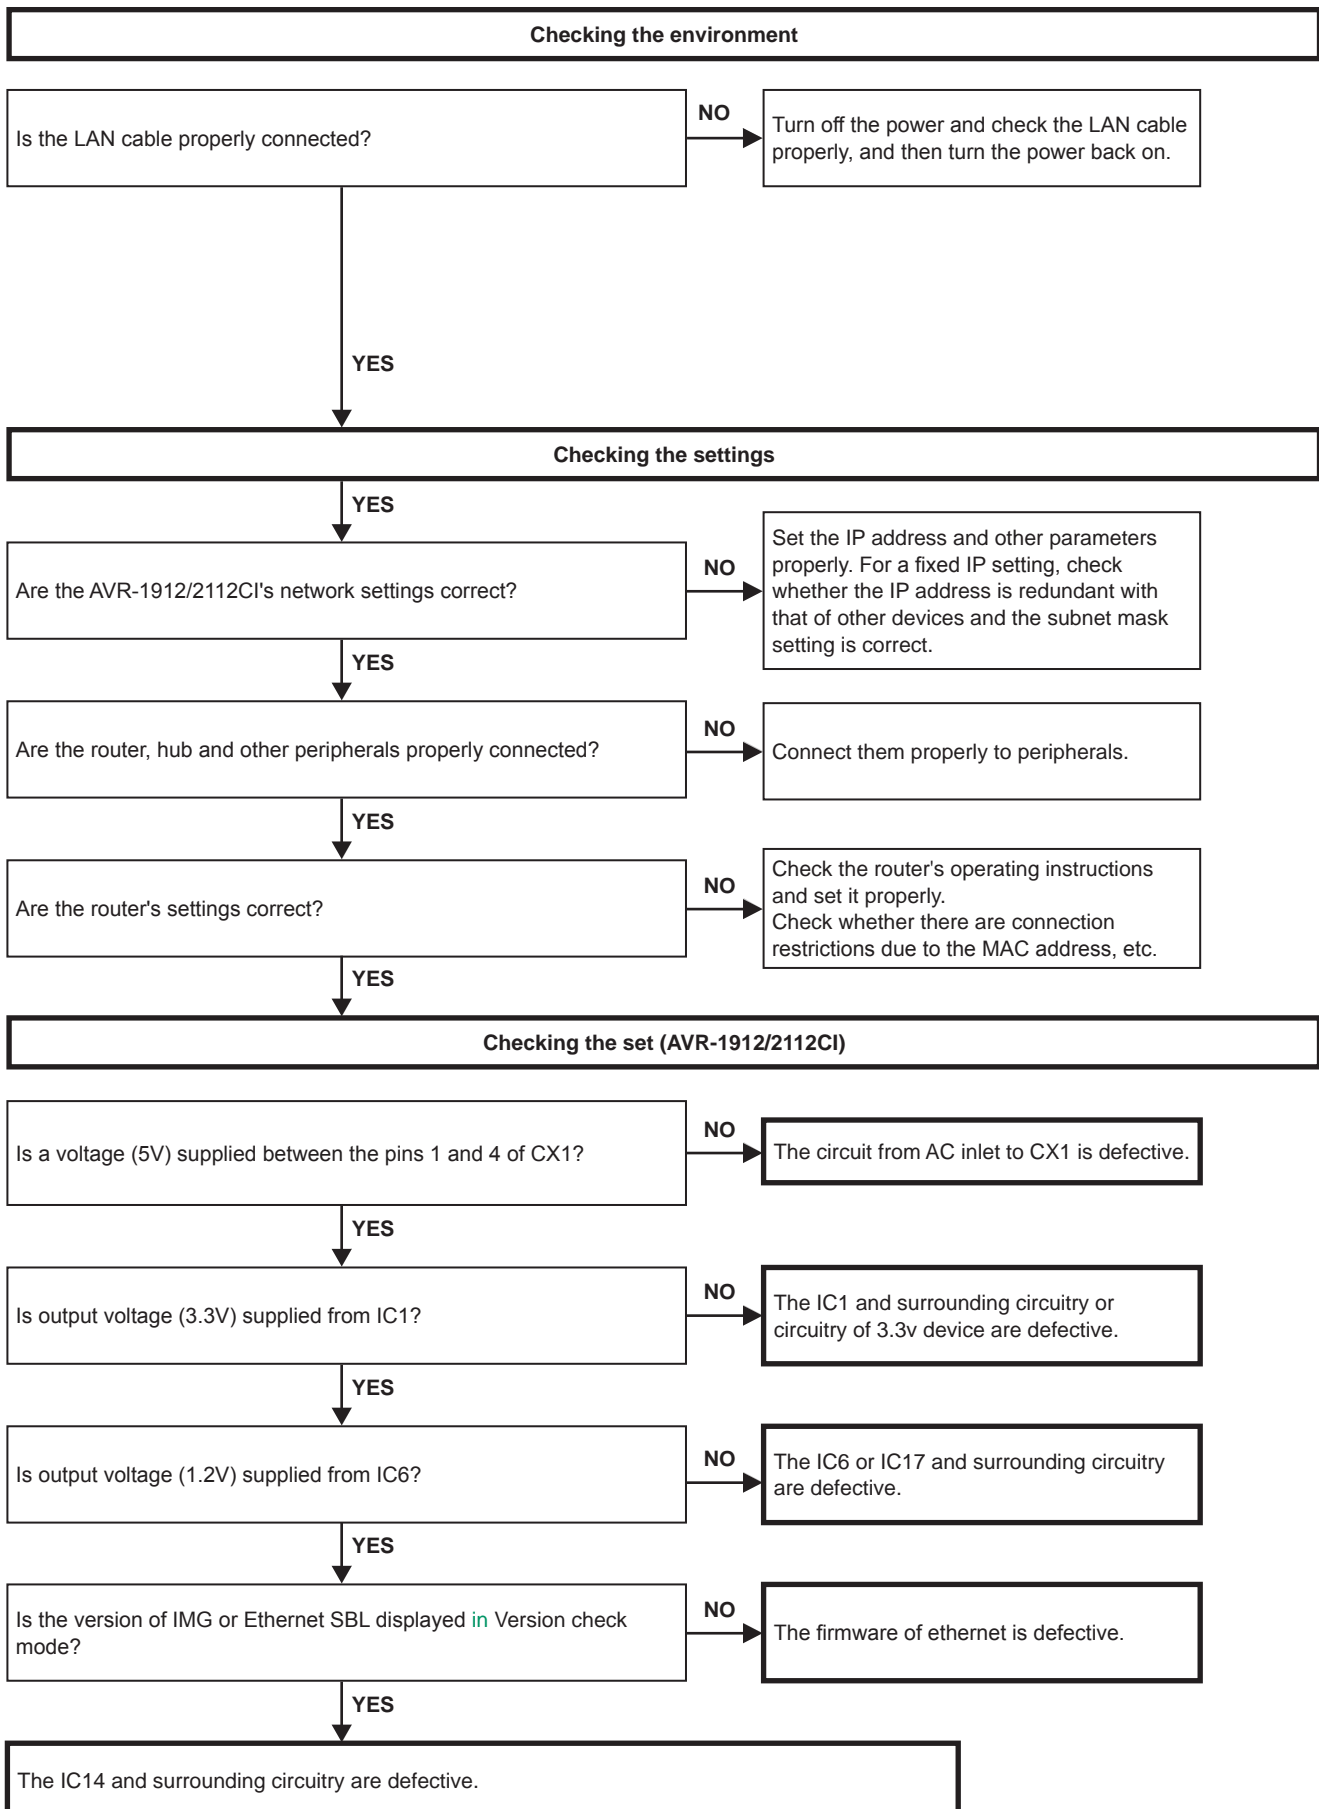 Checking the environment
Is the LAN cable properly connected?
NO
Turn off the power and check the LAN cable
properly, and then turn the power back on.
YES
Checking the settings
YES
Are the AVR-1912/2112CI's network settings correct?
NO
Set the IP address and other parameters
properly. For a fixed IP setting, check
whether the IP address is redundant with
that of other devices and the subnet mask
setting is correct.
YES
Are the router, hub and other peripherals properly connected?
NO
Connect them properly to peripherals.
YES
Are the router's settings correct?
NO
Check the router's operating instructions
and set it properly.
Check whether there are connection
restrictions due to the MAC address, etc.
YES
Checking the set (AVR-1912/2112CI)
Is a voltage (5V) supplied between the pins 1 and 4 of CX1?
NO
The circuit from AC inlet to CX1 is defective.
YES
Is output voltage (3.3V) supplied from IC1?
NO
The IC1 and surrounding circuitry or
circuitry of 3.3v device are defective.
YES
Is output voltage (1.2V) supplied from IC6?
NO
The IC6 or IC17 and surrounding circuitry
are defective.
YES
Is the version of IMG or Ethernet SBL displayed in Version check
mode?
NO
The firmware of ethernet is defective.
YES
The IC14 and surrounding circuitry are defective.